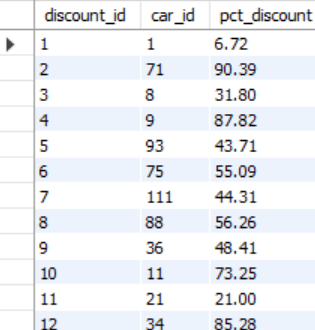 discount_id car_id pct_discount
1 1 6.72
2 71 90.39
3 8 31.80
4 9 87.82
5 93 43.71
6 75 55.09
7 111 44.31
8 88 56.26
9 36 48.41
10 11 73.25
11 21 21.00
12 34 85.28